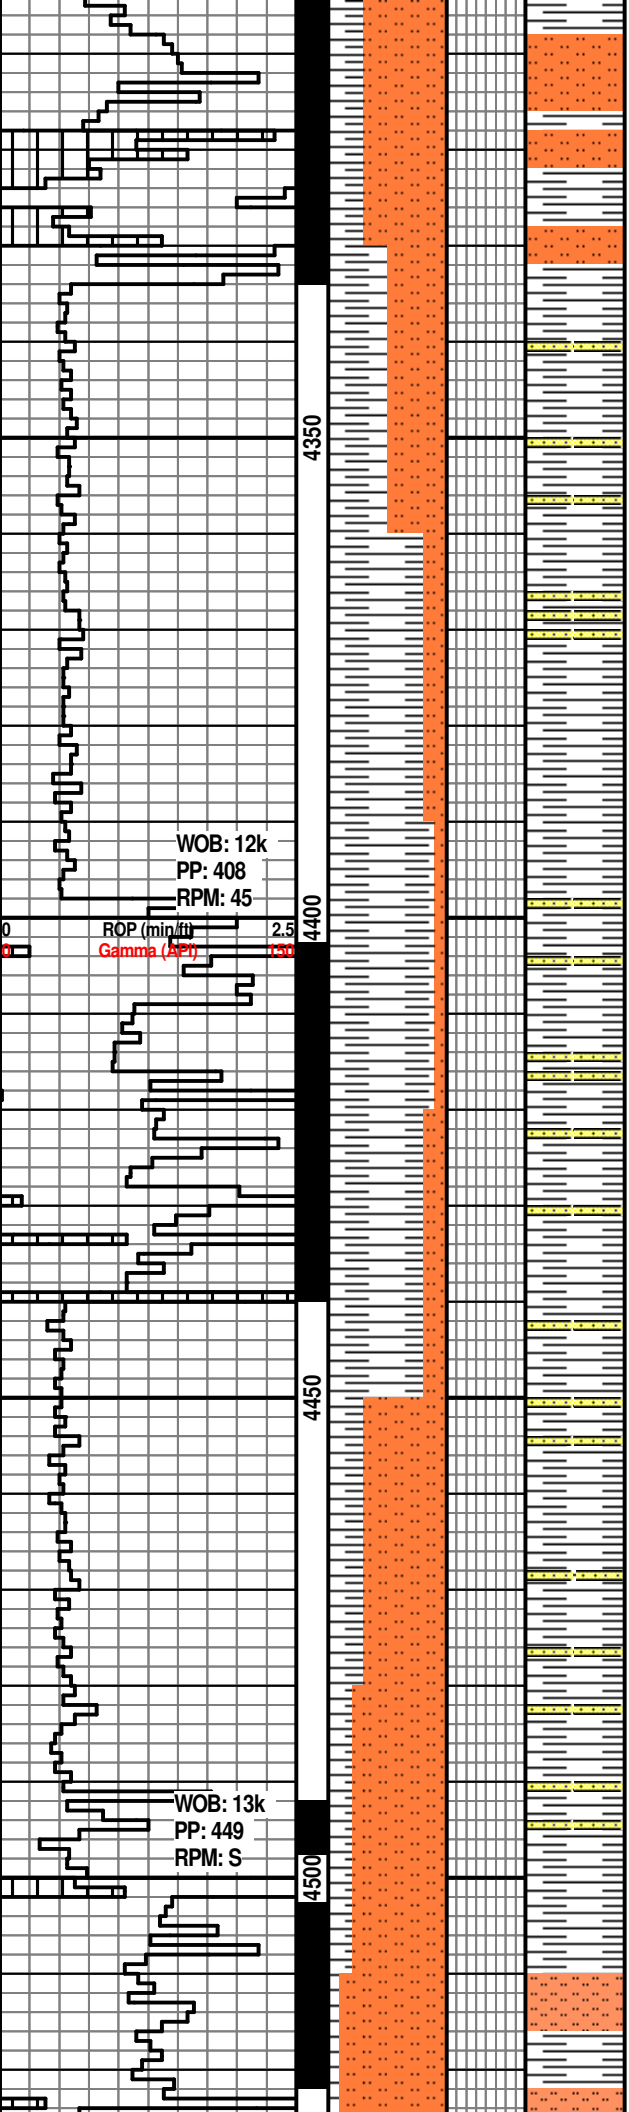 4350
WOB: 12k
PP: 408
RPM: 45
4400
0 ROP (min/ft) 2.5
0 Gamma (API) 150
4450
WOB: 13k
PP: 449
RPM: S
4500